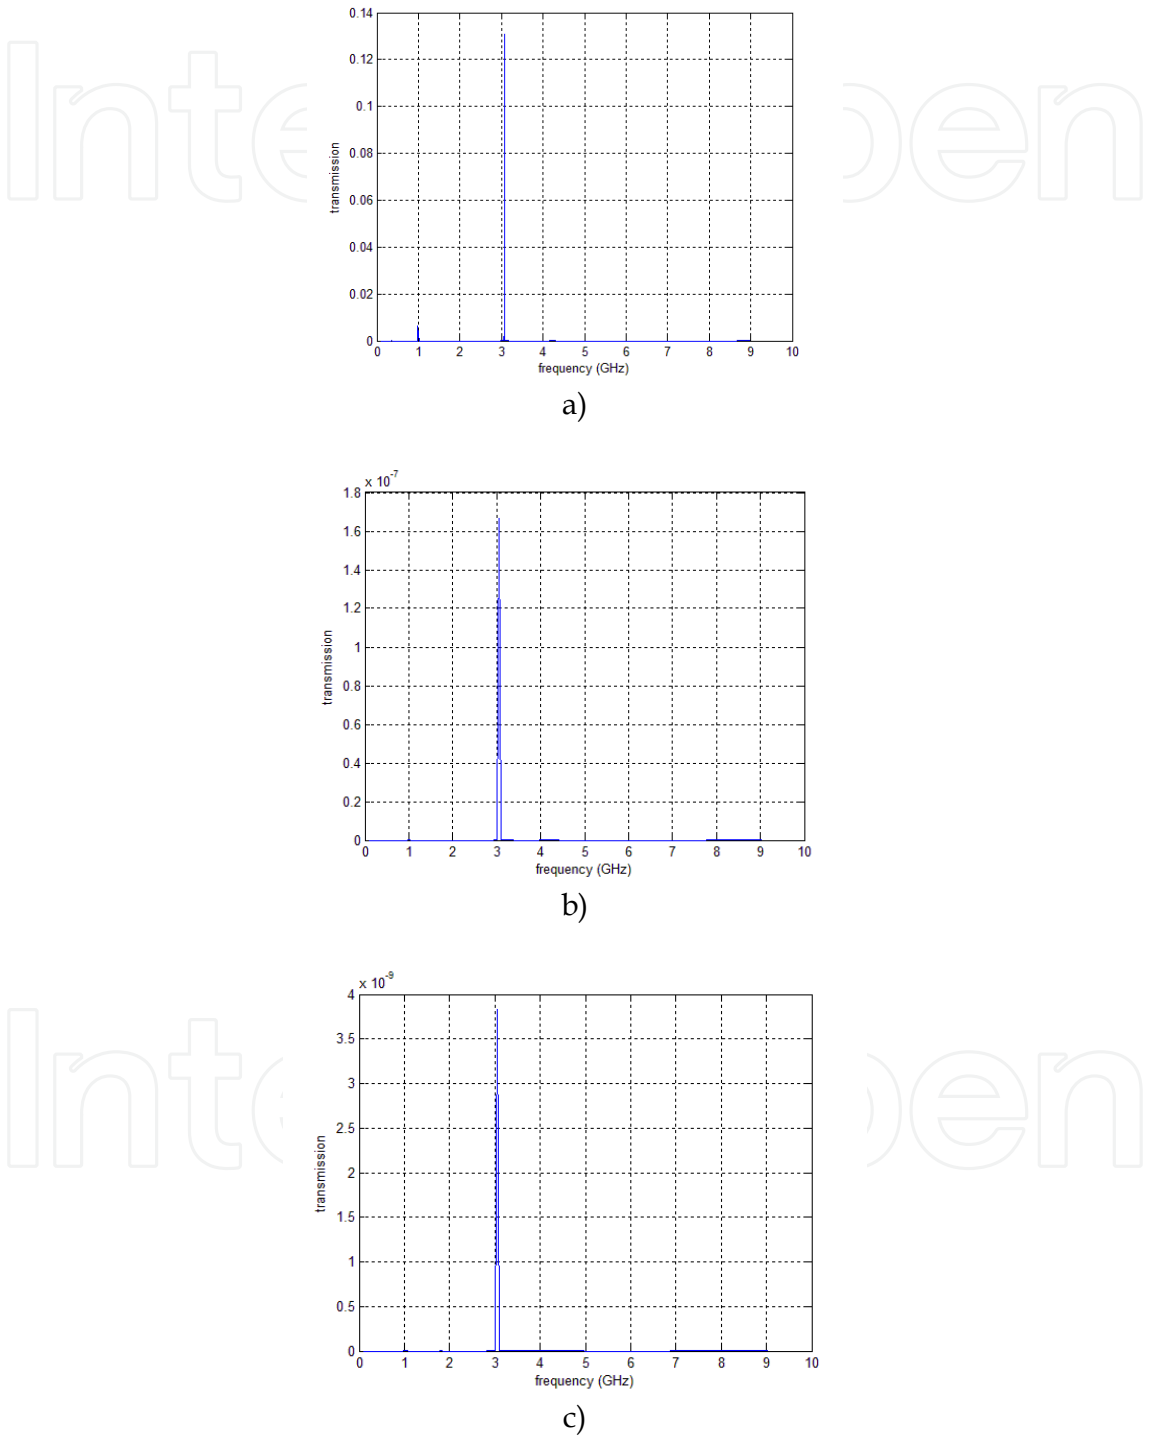 0.14
0.12
0.1
0.08
0.06
0.04
0.02
0
transmission
0 1 2 3 4 5 6 7 8 9 10
frequency (GHz)
a)
x 10-7
1.8
1.6
1.4
1.2
1
0.8
0.6
0.4
0.2
0
transmission
0 1 2 3 4 5 6 7 8 9 10
frequency (GHz)
b)
x 10-9
4
3.5
3
2.5
2
1.5
1
0.5
0
transmission
0 1 2 3 4 5 6 7 8 9 10
frequency (GHz)
c)